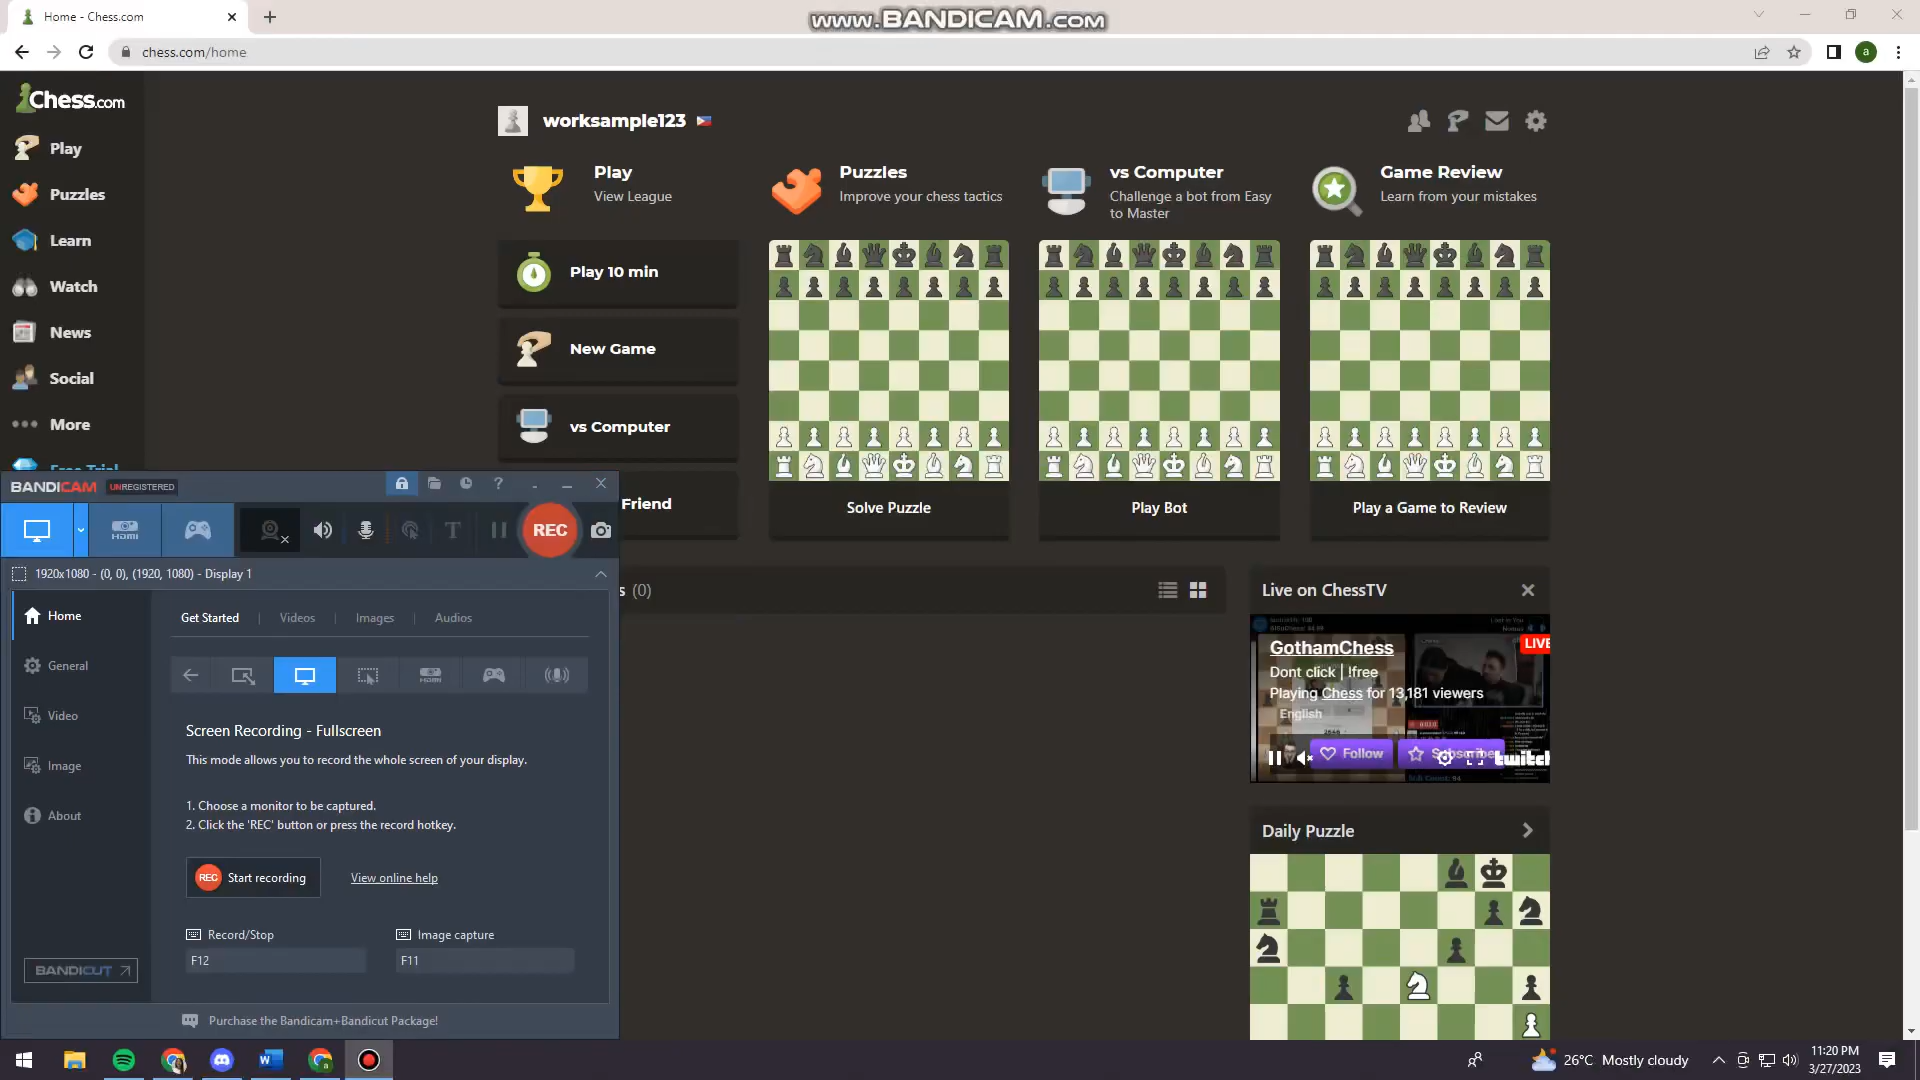 Home - Chess.com
www.BANDICAM.com
chess.com/home
a
Chess.com
Play
Puzzles
Learn
Watch
News
Social
More
Free Trial
worksample123
Play
View League
Puzzles
Improve your chess tactics
vs Computer
Challenge a bot from Easy
to Master
Game Review
Learn from your mistakes
Play 10 min
New Game
vs Computer
Friend
Solve Puzzle
Play Bot
Play a Game to Review
s (0)
Live on ChessTV
LIVE
GothamChess
Dont click | !free
Playing Chess for 13,181 viewers
English
Follow
Subscribe
twitch
Daily Puzzle
BANDICAM UNREGISTERED
HDMI
T
REC
1920x1080 - (0, 0), (1920, 1080) - Display 1
Home
General
Video
Image
About
BANDICUT
Get Started
Videos
Images
Audios
HDMI
Screen Recording - Fullscreen
This mode allows you to record the whole screen of your display.
1. Choose a monitor to be captured.
2. Click the 'REC' button or press the record hotkey.
REC Start recording
View online help
Record/Stop
Image capture
F12
F11
Purchase the Bandicam+Bandicut Package!
26°C Mostly cloudy
11:20 PM
3/27/2023